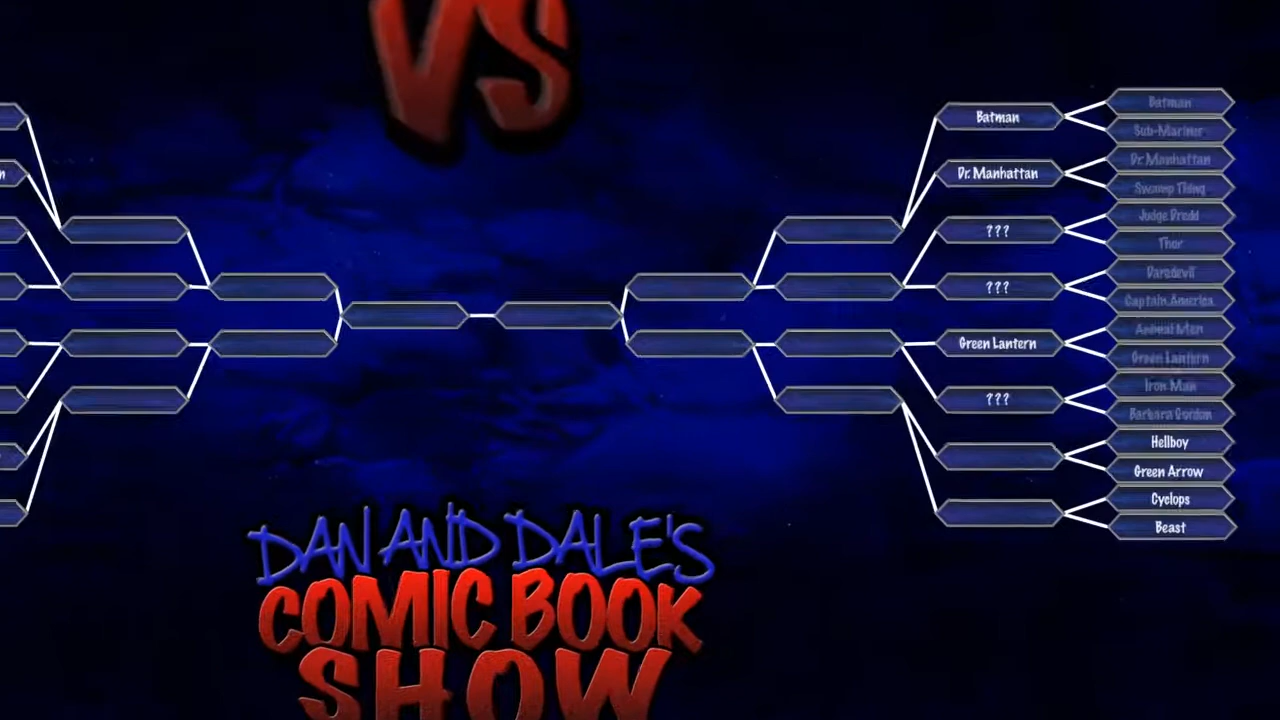 VS
n
Batman
Dr. Manhattan
???
???
Green Lantern
???
Batman
Sub-Mariner
Dr. Manhattan
Swamp Thing
Judge Dredd
Thor
Daredevil
Captain America
Animal Man
Green Lantern
Iron Man
Barbara Gordon
Hellboy
Green Arrow
Cyclops
Beast
DAN AND DALE'S
COMIC BOOK
SHOW